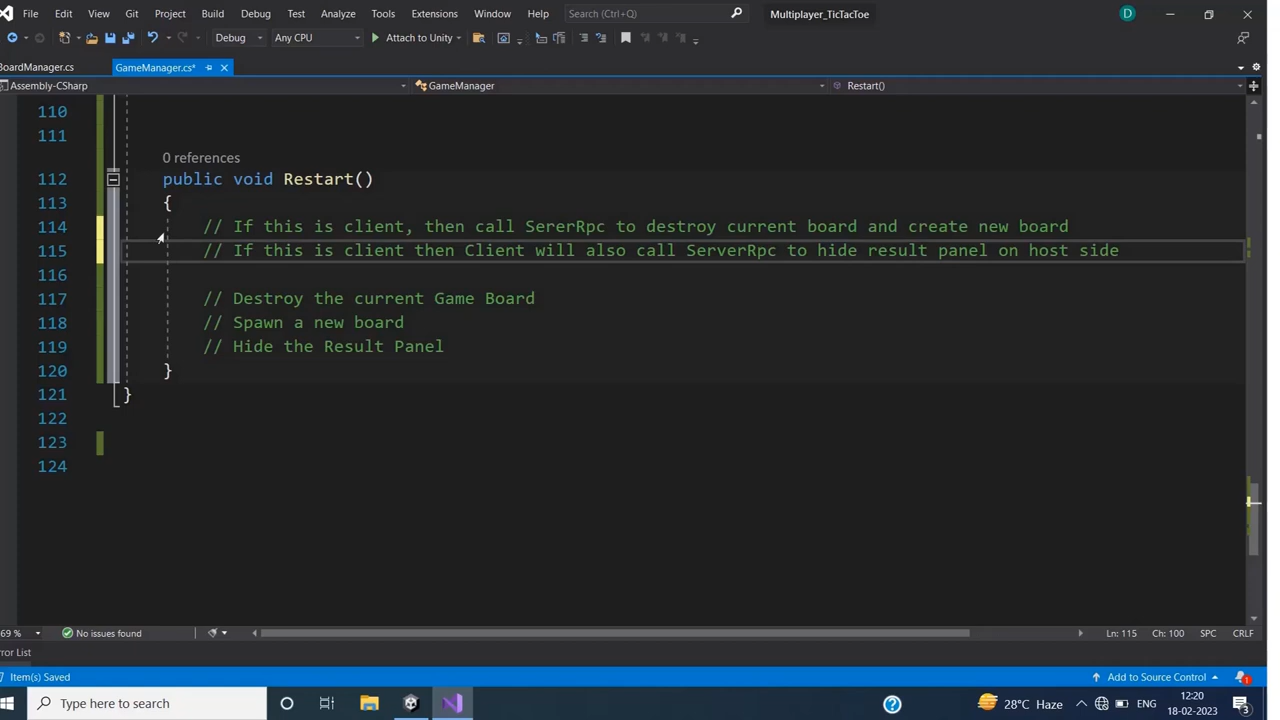 File Edit View Git Project Build Debug Test Analyze Tools Extensions Window Help Search (Ctrl+Q) Multiplayer_TicTacToe D
Debug Any CPU Attach to Unity
BoardManager.cs GameManager.cs*
Assembly-CSharp GameManager Restart()
110
111
0 references
112 public void Restart()
113 {
114 // If this is client, then call SererRpc to destroy current board and create new board
115 // If this is client then Client will also call ServerRpc to hide result panel on host side
116
117 // Destroy the current Game Board
118 // Spawn a new board
119 // Hide the Result Panel
120 }
121 }
122
123
124
69 % No issues found Ln: 115 Ch: 100 SPC CRLF
rror List
Item(s) Saved Add to Source Control 1
Type here to search 28°C Haze ENG 12:20
18-02-2023 3